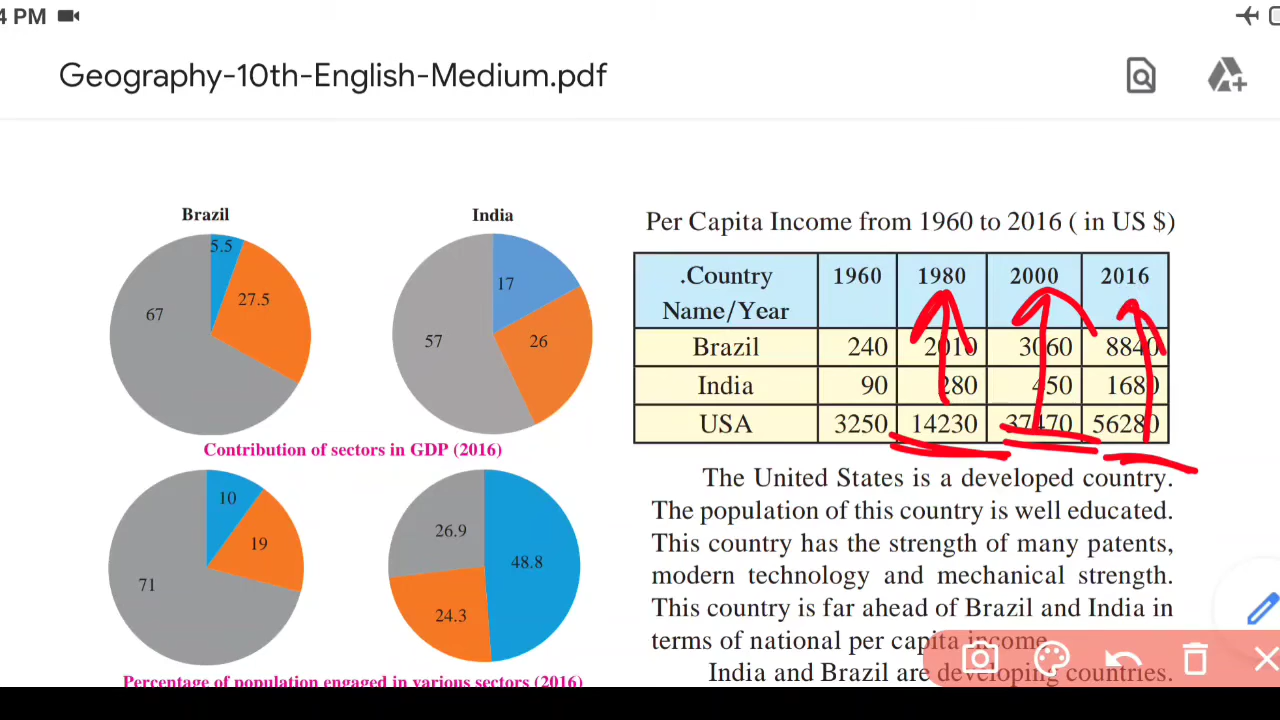 4 PM
Geography-10th-English-Medium.pdf
Brazil
5.5
27.5
67
India
17
26
57
Contribution of sectors in GDP (2016)
10
19
71
26.9
48.8
24.3
Percentage of population engaged in various sectors (2016)
Per Capita Income from 1960 to 2016 ( in US $)
.Country Name/Year 1960 1980 2000 2016
Brazil 240 2010 3060 8840
India 90 280 450 1680
USA 3250 14230 37470 56280
The United States is a developed country.
The population of this country is well educated.
This country has the strength of many patents,
modern technology and mechanical strength.
This country is far ahead of Brazil and India in
terms of national per capita income.
India and Brazil are developing countries.